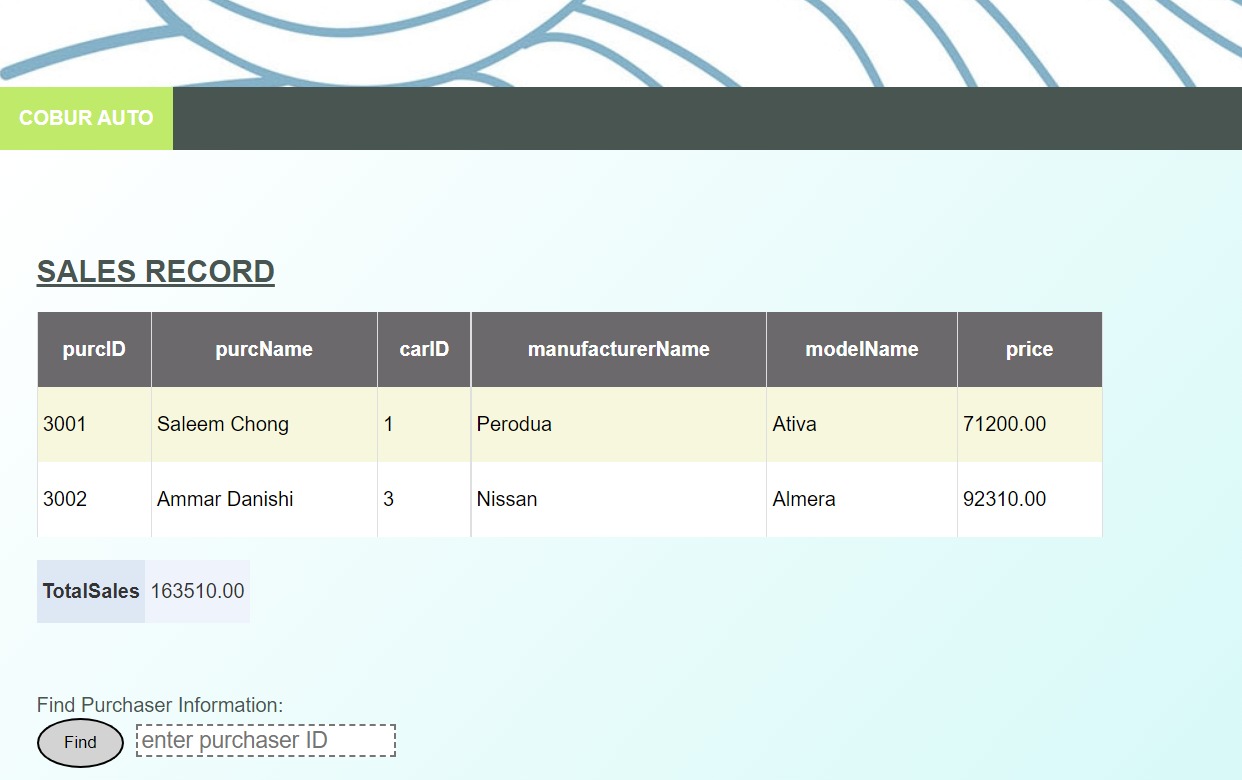 COBUR AUTO
SALES RECORD
purcID purcName carID manufacturerName modelName price
3001 Saleem Chong 1 Perodua Ativa 71200.00
3002 Ammar Danishi 3 Nissan Almera 92310.00
TotalSales 163510.00
Find Purchaser Information:
Find enter purchaser ID